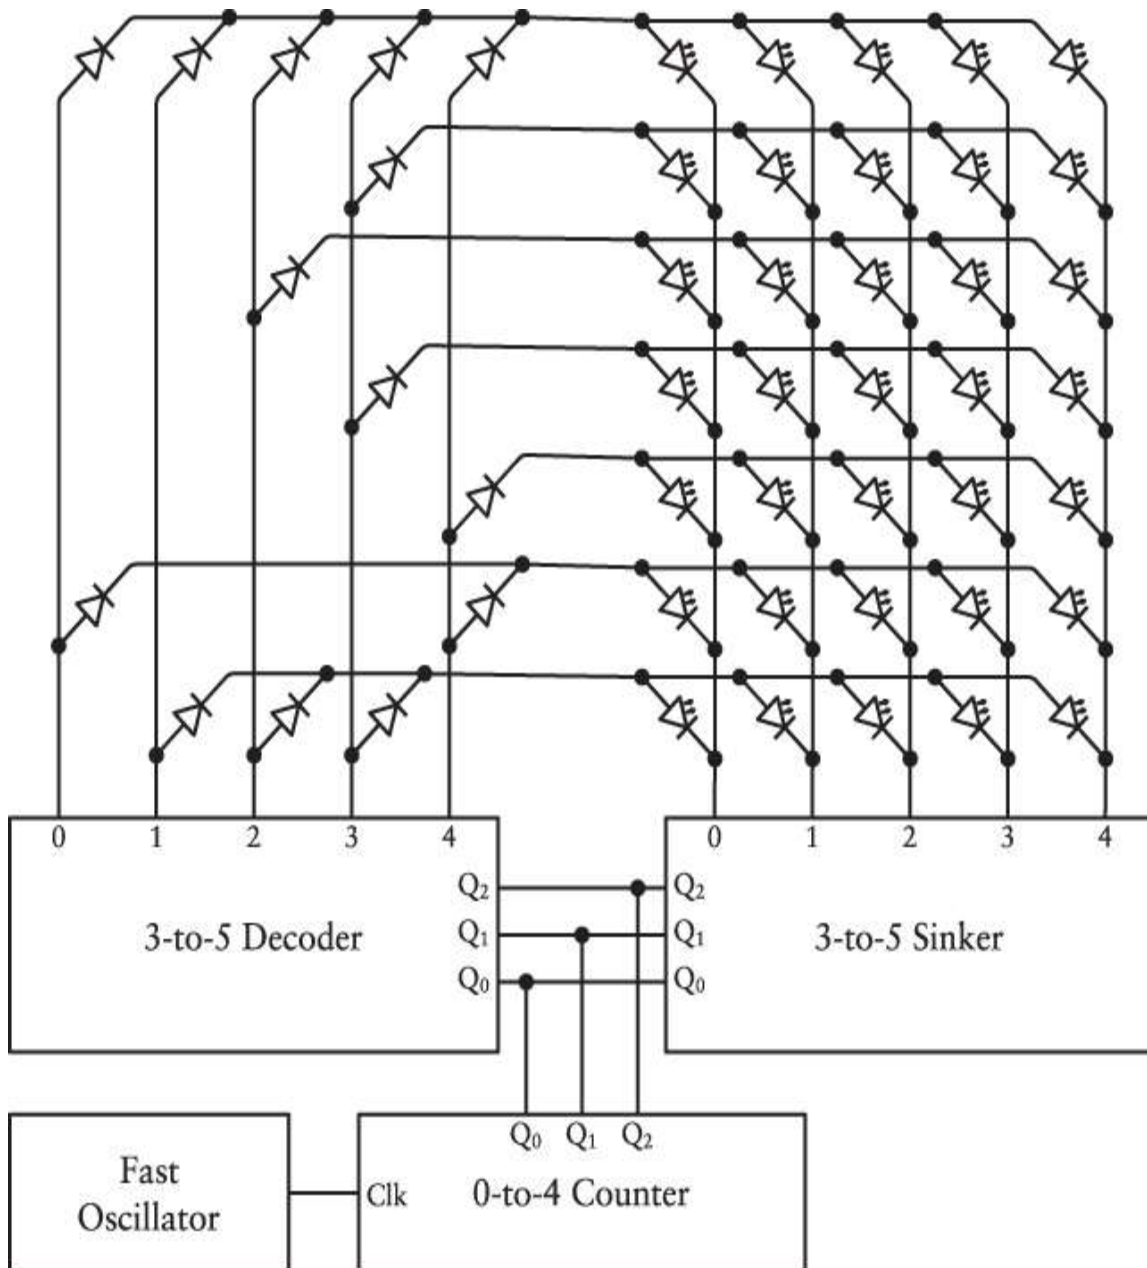 0 1 2 3 4
0 1 2 3 4
Q₂ Q₂
3-to-5 Decoder Q₁ Q₁ 3-to-5 Sinker
Q₀ Q₀
Q₀ Q₁ Q₂
Fast
Oscillator
Clk 0-to-4 Counter